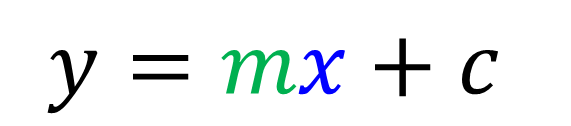 y = mx + c